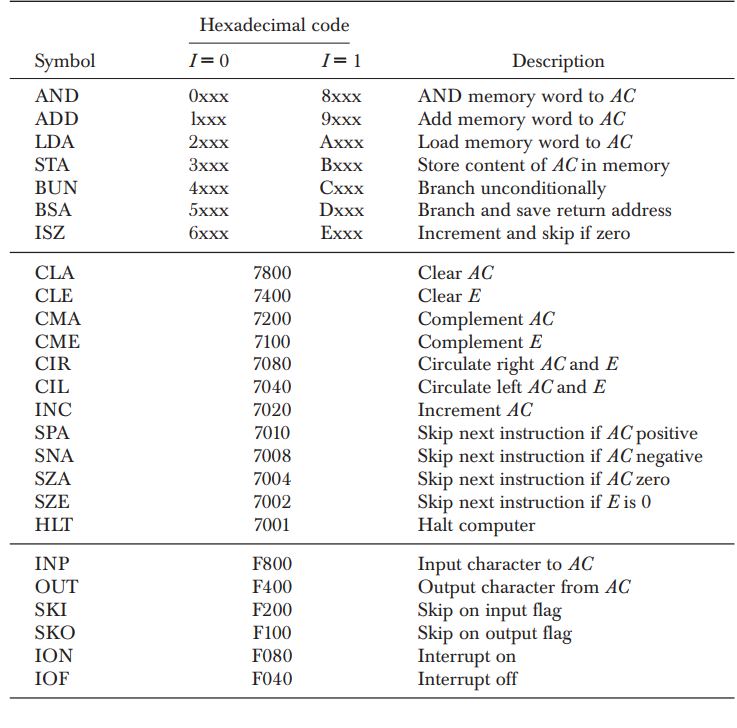 Hexadecimal code
Symbol I = 0 I = 1 Description
AND 0xxx 8xxx AND memory word to AC
ADD lxxx 9xxx Add memory word to AC
LDA 2xxx Axxx Load memory word to AC
STA 3xxx Bxxx Store content of AC in memory
BUN 4xxx Cxxx Branch unconditionally
BSA 5xxx Dxxx Branch and save return address
ISZ 6xxx Exxx Increment and skip if zero
CLA 7800 Clear AC
CLE 7400 Clear E
CMA 7200 Complement AC
CME 7100 Complement E
CIR 7080 Circulate right AC and E
CIL 7040 Circulate left AC and E
INC 7020 Increment AC
SPA 7010 Skip next instruction if AC positive
SNA 7008 Skip next instruction if AC negative
SZA 7004 Skip next instruction if AC zero
SZE 7002 Skip next instruction if E is 0
HLT 7001 Halt computer
INP F800 Input character to AC
OUT F400 Output character from AC
SKI F200 Skip on input flag
SKO F100 Skip on output flag
ION F080 Interrupt on
IOF F040 Interrupt off